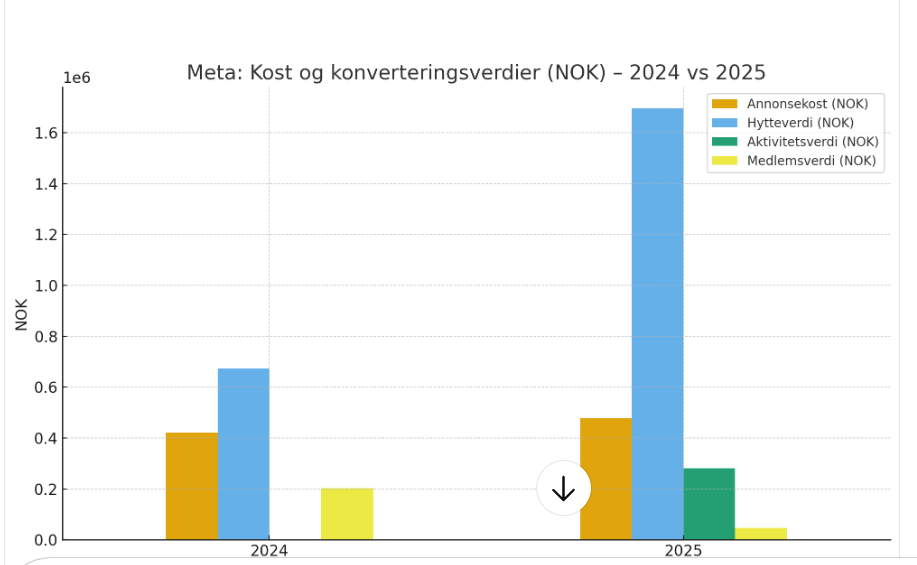 Meta: Kost og konverteringsverdier (NOK) – 2024 vs 2025
1e6
Annonsekost (NOK)
Hytteverdi (NOK)
Aktivitetsverdi (NOK)
Medlemsverdi (NOK)
1.6
1.4
1.2
1.0
0.8
0.6
0.4
0.2
0.0
NOK
2024
2025